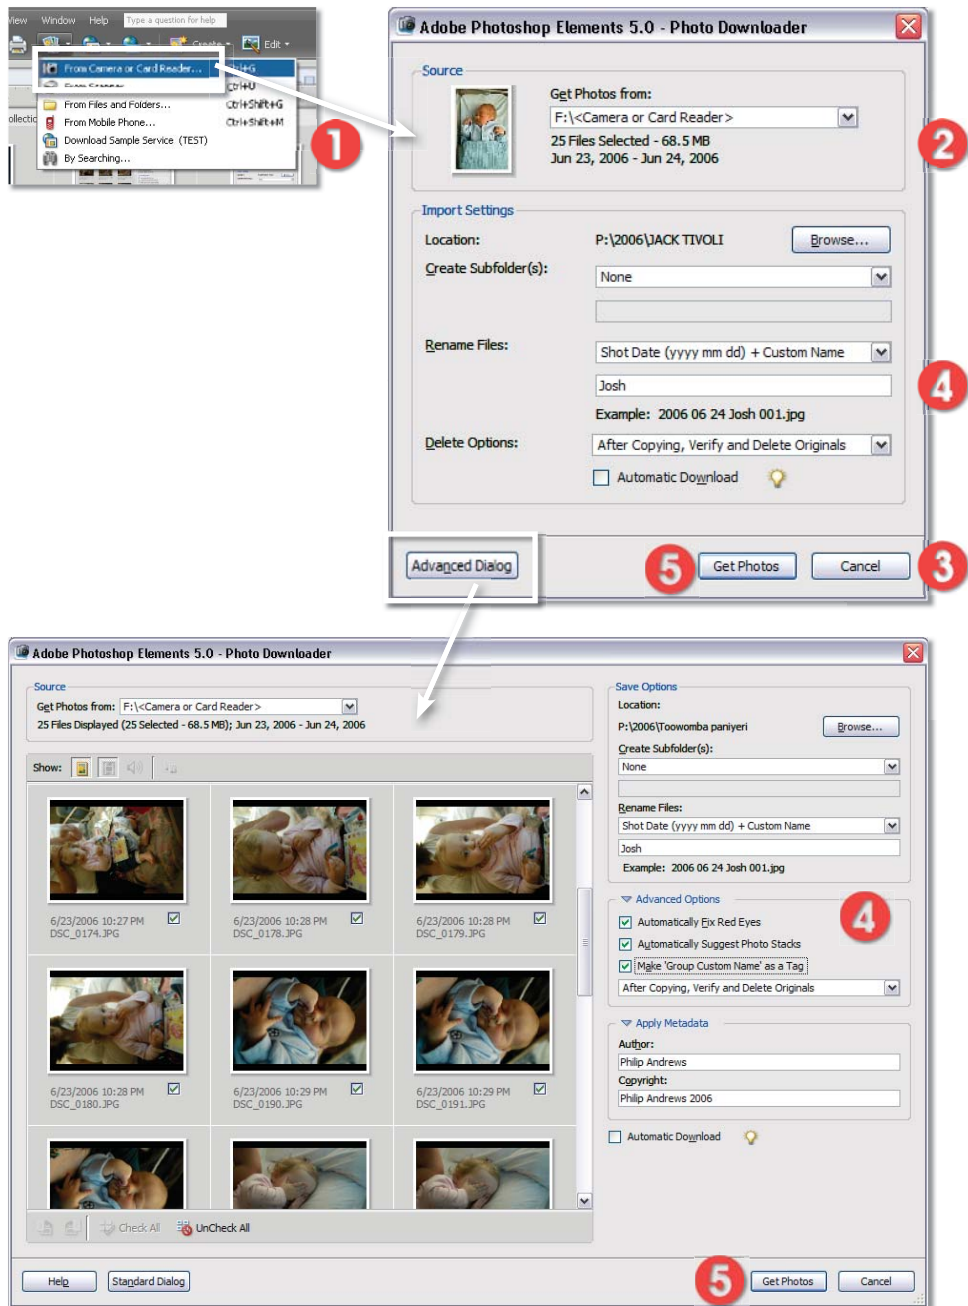 View Window Help Type a question for help
Create Edit
From Camera or Card Reader... Ctrl+G
From Scanner... Ctrl+U
From Files and Folders... Ctrl+Shift+G
From Mobile Phone... Ctrl+Shift+M
Download Sample Service (TEST)
By Searching...
1
Adobe Photoshop Elements 5.0 - Photo Downloader
Source
Get Photos from:
F:\<Camera or Card Reader>
25 Files Selected - 68.5 MB
Jun 23, 2006 - Jun 24, 2006
2
Import Settings
Location: P:\2006\JACK TIVOLI Browse...
Create Subfolder(s): None
Rename Files: Shot Date (yyyy mm dd) + Custom Name
Josh
4
Example: 2006 06 24 Josh 001.jpg
Delete Options: After Copying, Verify and Delete Originals
Automatic Download
Advanced Dialog 5 Get Photos Cancel 3
Adobe Photoshop Elements 5.0 - Photo Downloader
Source
Get Photos from: F:\<Camera or Card Reader>
25 Files Displayed (25 Selected - 68.5 MB); Jun 23, 2006 - Jun 24, 2006
Show:
6/23/2006 10:27 PM
DSC_0174.JPG
6/23/2006 10:28 PM
DSC_0178.JPG
6/23/2006 10:28 PM
DSC_0179.JPG
6/23/2006 10:28 PM
DSC_0180.JPG
6/23/2006 10:29 PM
DSC_0190.JPG
6/23/2006 10:29 PM
DSC_0191.JPG
Check All UnCheck All
Save Options
Location:
P:\2006\Toowomba paniyeri Browse...
Create Subfolder(s):
None
Rename Files:
Shot Date (yyyy mm dd) + Custom Name
Josh
Example: 2006 06 24 Josh 001.jpg
Advanced Options
4
Automatically Fix Red Eyes
Automatically Suggest Photo Stacks
Make 'Group Custom Name' as a Tag
After Copying, Verify and Delete Originals
Apply Metadata
Author:
Philip Andrews
Copyright:
Philip Andrews 2006
Automatic Download
Help Standard Dialog 5 Get Photos Cancel